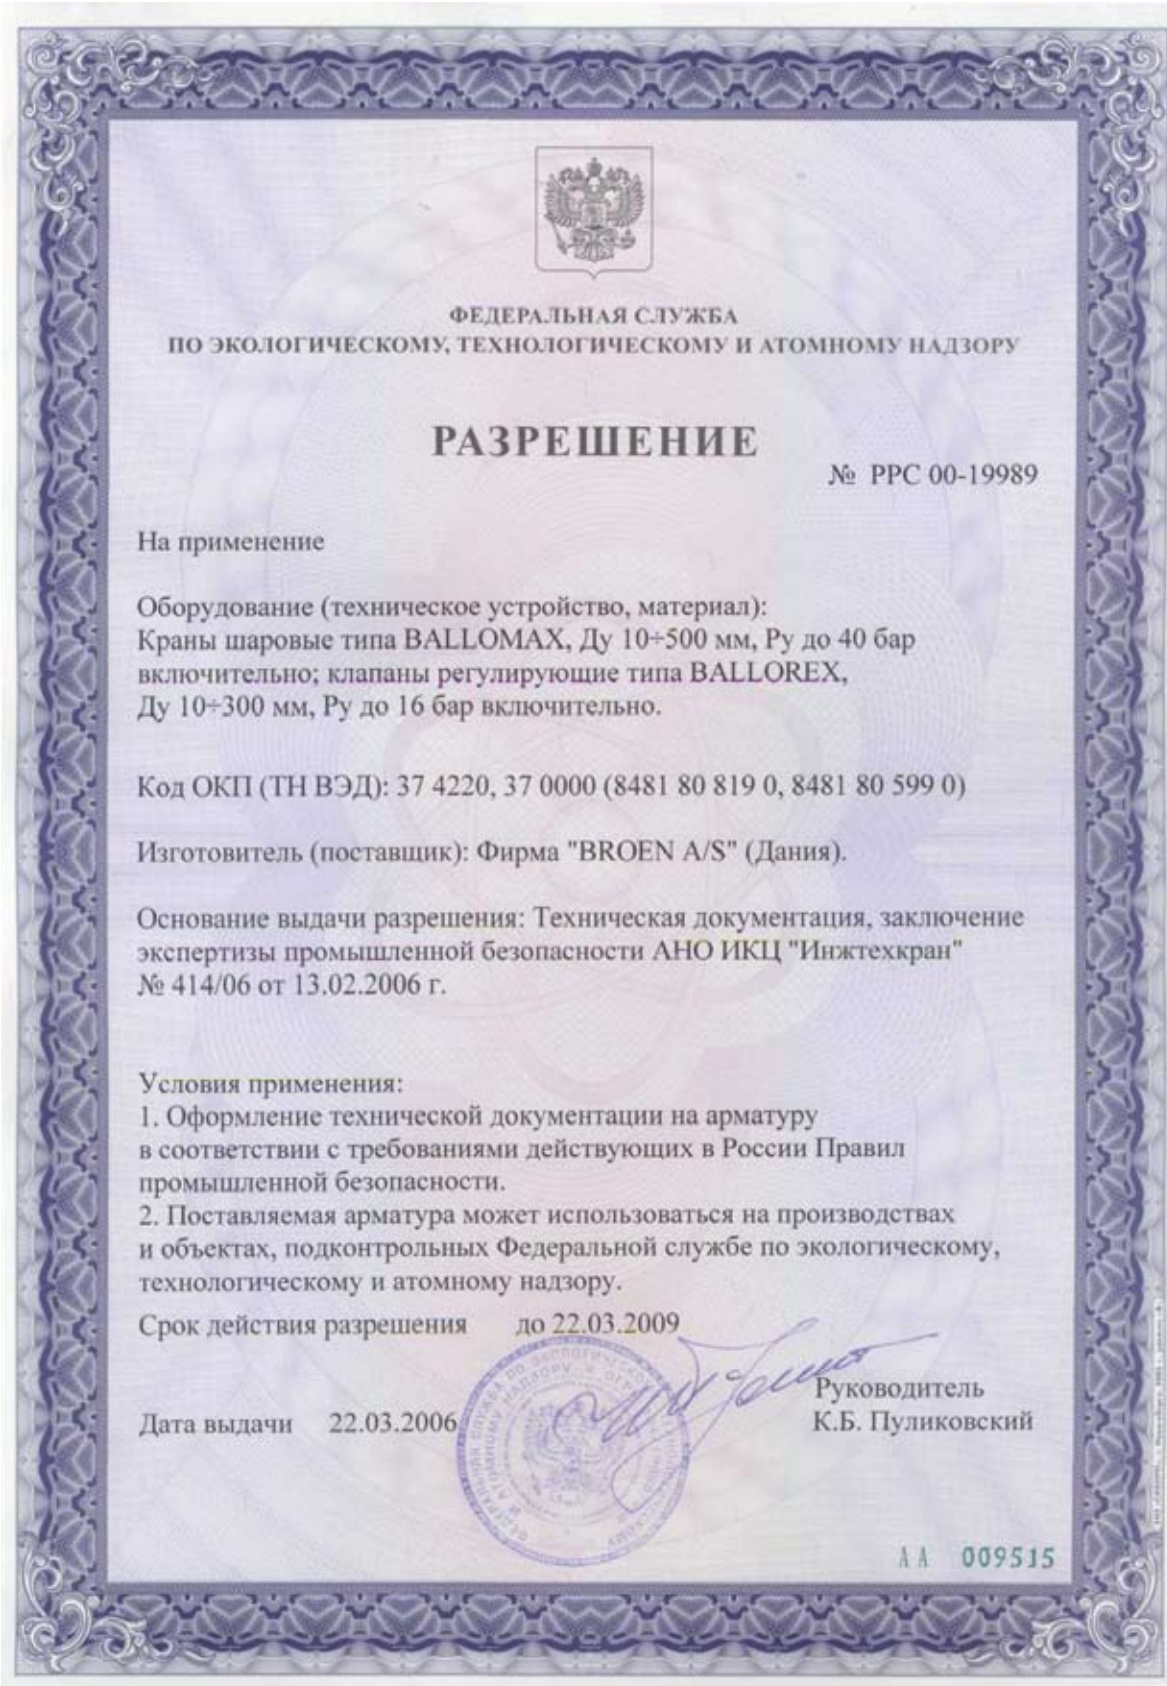 ФЕДЕРАЛЬНАЯ СЛУЖБА
ПО ЭКОЛОГИЧЕСКОМУ, ТЕХНОЛОГИЧЕСКОМУ И АТОМНОМУ НАДЗОРУ
РАЗРЕШЕНИЕ
№ РРС 00-19989
На применение
Оборудование (техническое устройство, материал):
Краны шаровые типа BALLOMAX, Ду 10÷500 мм, Ру до 40 бар
включительно; клапаны регулирующие типа BALLOREX,
Ду 10÷300 мм, Ру до 16 бар включительно.
Код ОКП (ТН ВЭД): 37 4220, 37 0000 (8481 80 819 0, 8481 80 599 0)
Изготовитель (поставщик): Фирма "BROEN A/S" (Дания).
Основание выдачи разрешения: Техническая документация, заключение
экспертизы промышленной безопасности АНО ИКЦ "Инжтехкран"
№ 414/06 от 13.02.2006 г.
Условия применения:
1. Оформление технической документации на арматуру
в соответствии с требованиями действующих в России Правил
промышленной безопасности.
2. Поставляемая арматура может использоваться на производствах
и объектах, подконтрольных Федеральной службе по экологическому,
технологическому и атомному надзору.
Срок действия разрешения до 22.03.2009
Руководитель
Дата выдачи 22.03.2006 К.Б. Пуликовский
АА 009515